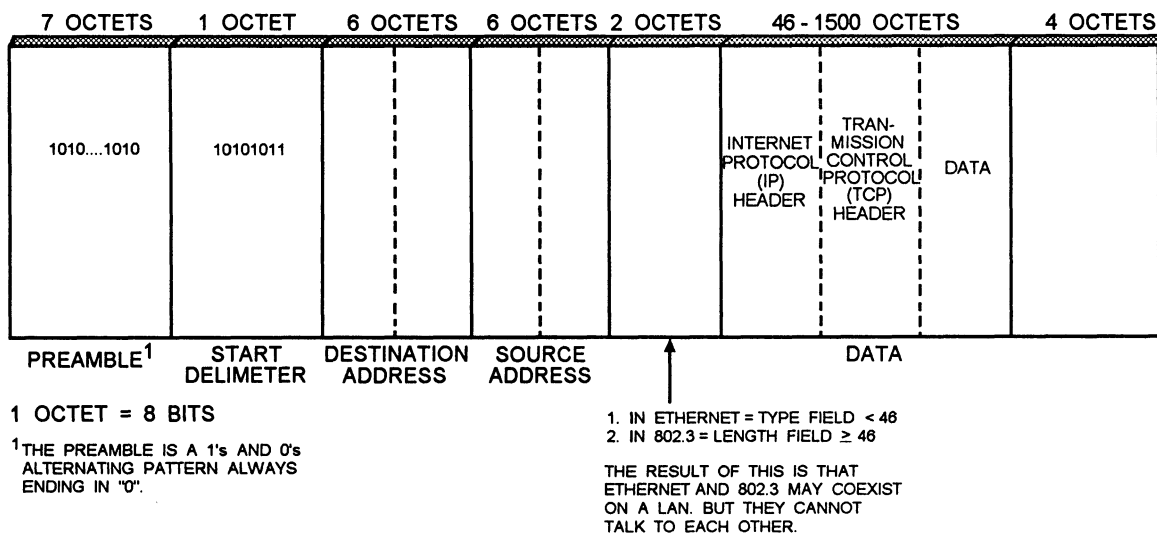 7 OCTETS 1 OCTET 6 OCTETS 6 OCTETS 2 OCTETS 46 - 1500 OCTETS 4 OCTETS
1010....1010
10101011
INTERNET
PROTOCOL
(IP)
HEADER
TRAN-
MISSION
CONTROL
PROTOCOL
(TCP)
HEADER
DATA
PREAMBLE1
START
DELIMETER
DESTINATION
ADDRESS
SOURCE
ADDRESS
DATA
1 OCTET = 8 BITS
1 THE PREAMBLE IS A 1's AND 0's
ALTERNATING PATTERN ALWAYS
ENDING IN "0".
1. IN ETHERNET = TYPE FIELD < 46
2. IN 802.3 = LENGTH FIELD ≥ 46
THE RESULT OF THIS IS THAT
ETHERNET AND 802.3 MAY COEXIST
ON A LAN. BUT THEY CANNOT
TALK TO EACH OTHER.